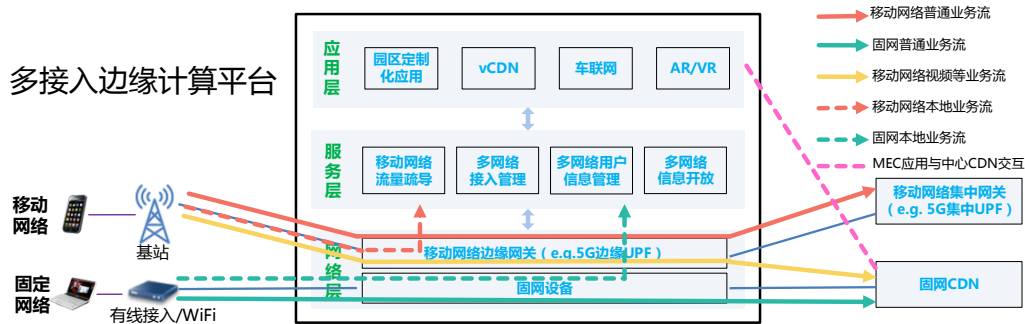 多接入边缘计算平台
应用层
园区定制
化应用
vCDN
车联网
AR/VR
服务层
移动网络
流量疏导
多网络
接入管理
多网络用户
信息管理
多网络
信息开放
网络层
移动网络边缘网关（e.g.5G边缘UPF）
固网设备
移动
网络
基站
固定
网络
有线接入/WiFi
移动网络普通业务流
固网普通业务流
移动网络视频等业务流
移动网络本地业务流
固网本地业务流
MEC应用与中心CDN交互
移动网络集中网关
（e.g. 5G集中UPF）
固网CDN